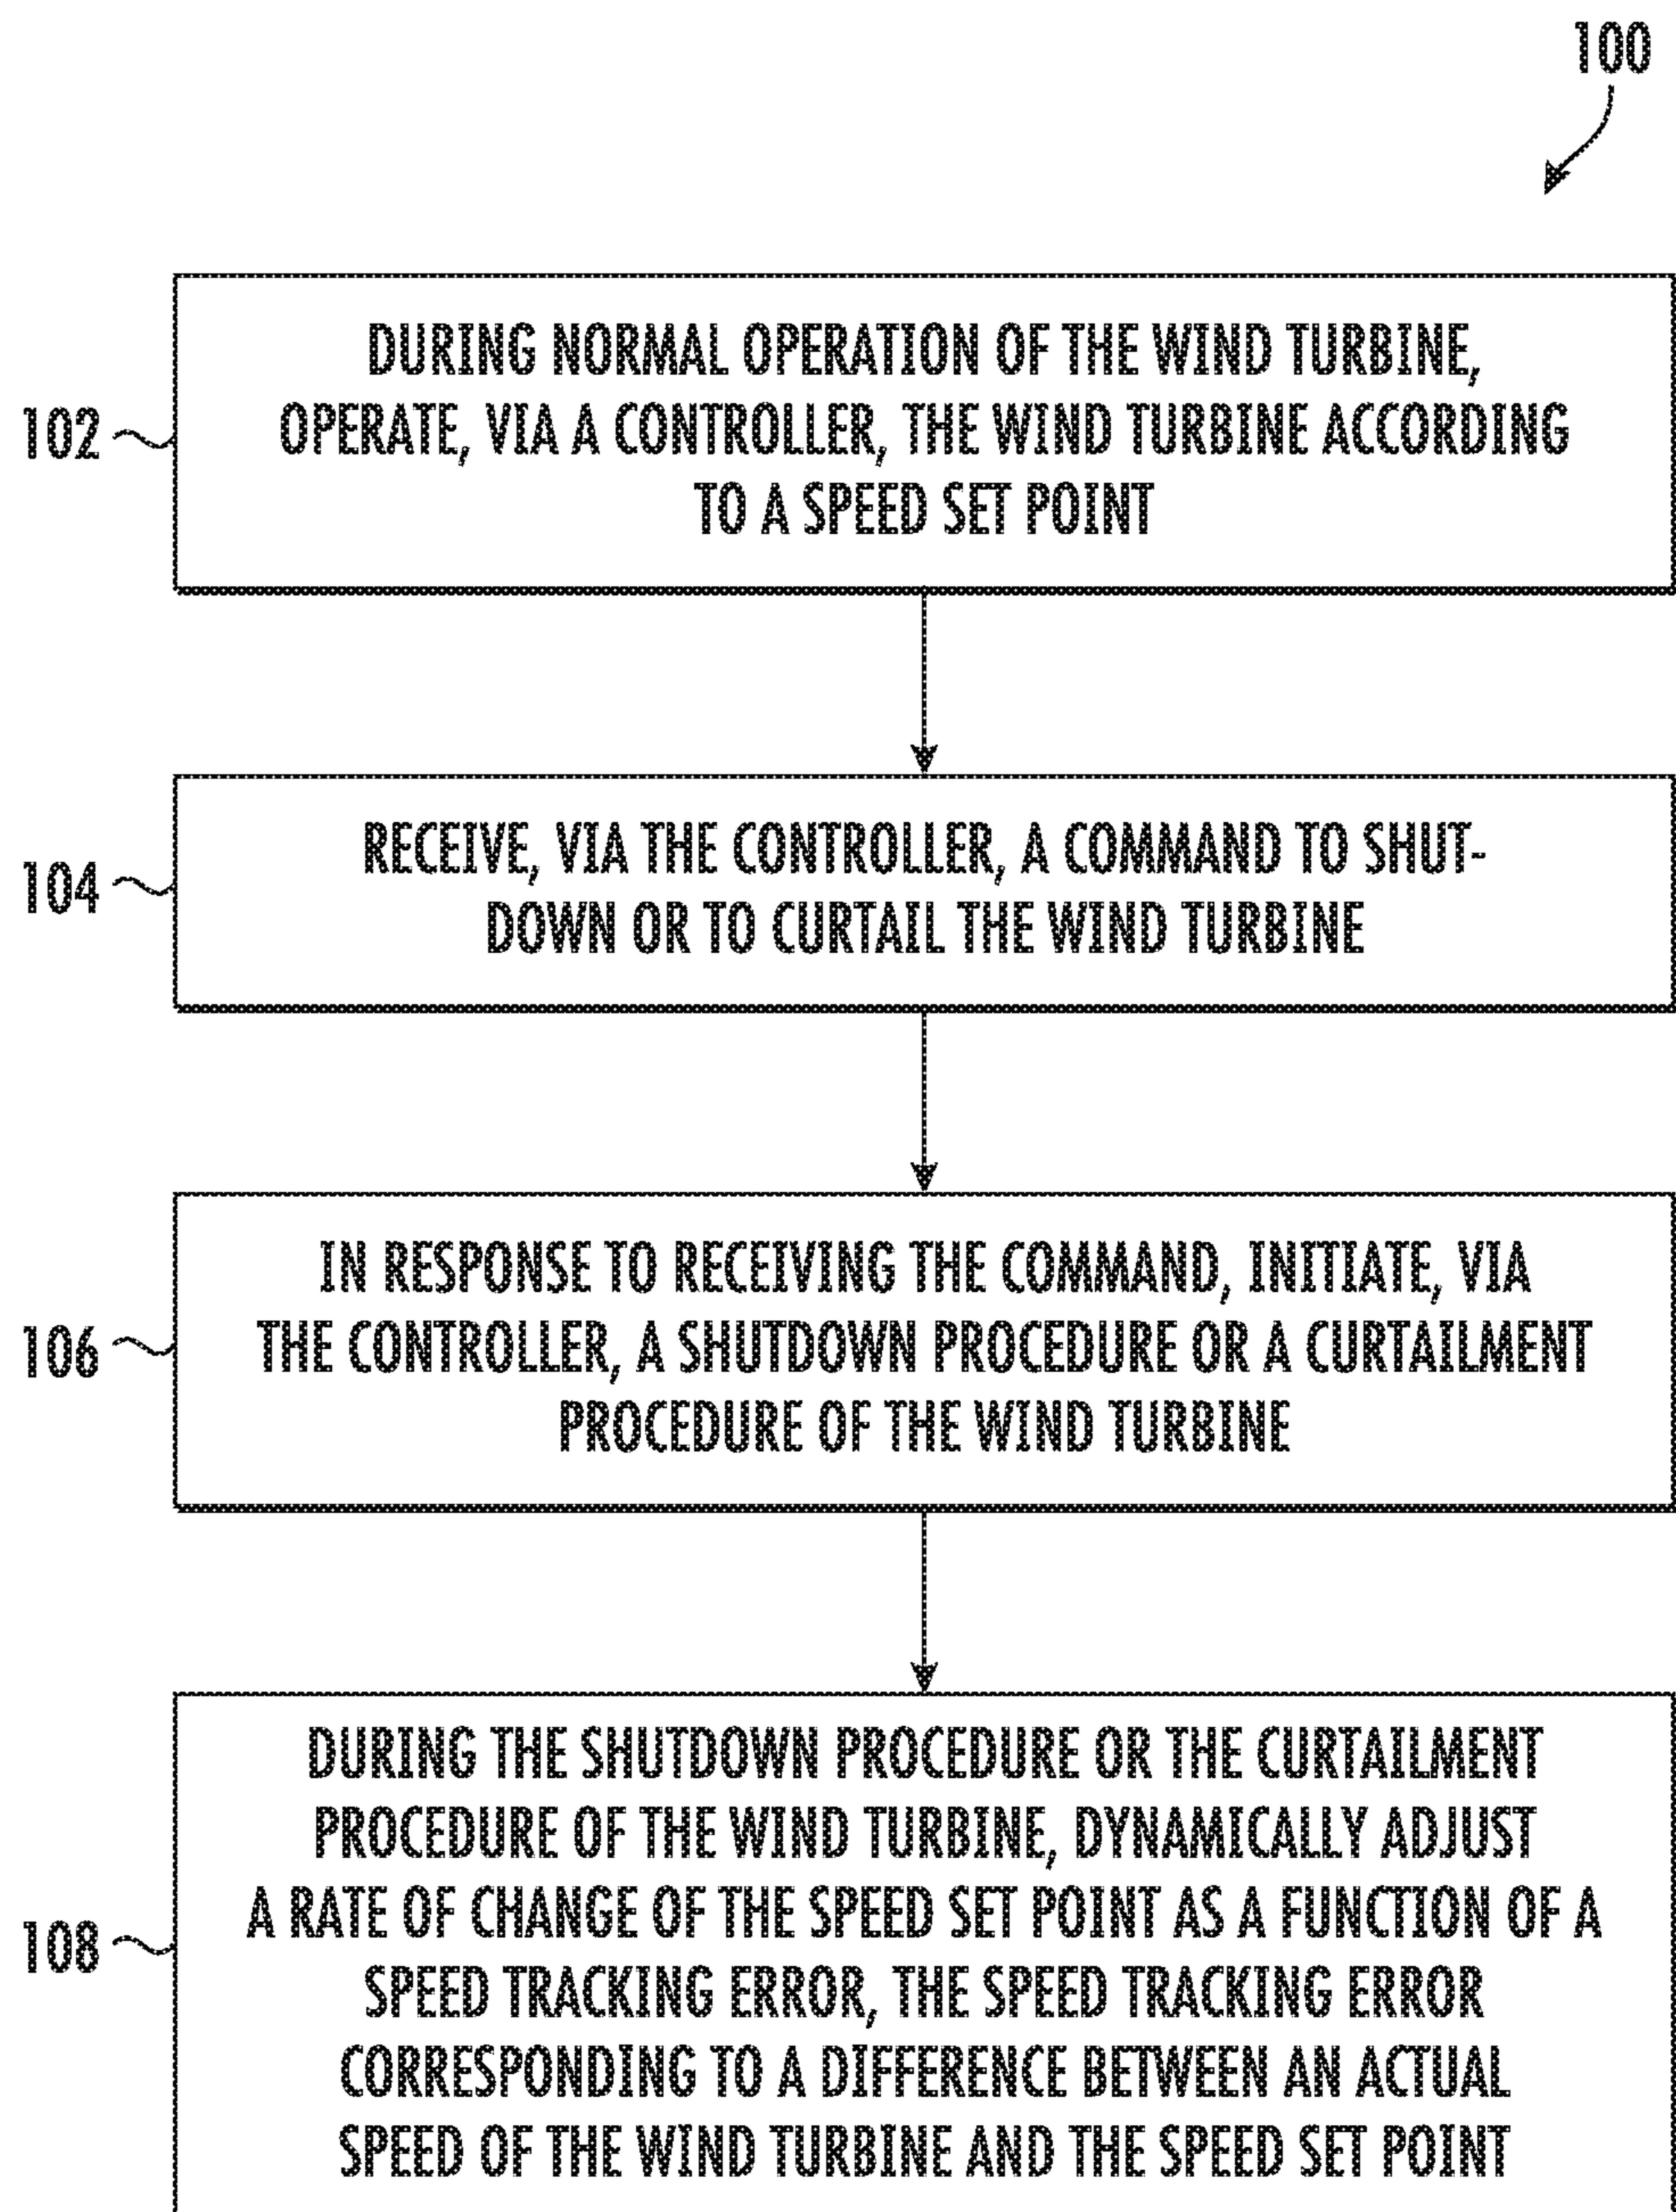 100
102
DURING NORMAL OPERATION OF THE WIND TURBINE,
OPERATE, VIA A CONTROLLER, THE WIND TURBINE ACCORDING
TO A SPEED SET POINT
104
RECEIVE, VIA THE CONTROLLER, A COMMAND TO SHUT-
DOWN OR TO CURTAIL THE WIND TURBINE
106
IN RESPONSE TO RECEIVING THE COMMAND, INITIATE, VIA
THE CONTROLLER, A SHUTDOWN PROCEDURE OR A CURTAILMENT
PROCEDURE OF THE WIND TURBINE
108
DURING THE SHUTDOWN PROCEDURE OR THE CURTAILMENT
PROCEDURE OF THE WIND TURBINE, DYNAMICALLY ADJUST
A RATE OF CHANGE OF THE SPEED SET POINT AS A FUNCTION OF A
SPEED TRACKING ERROR, THE SPEED TRACKING ERROR
CORRESPONDING TO A DIFFERENCE BETWEEN AN ACTUAL
SPEED OF THE WIND TURBINE AND THE SPEED SET POINT